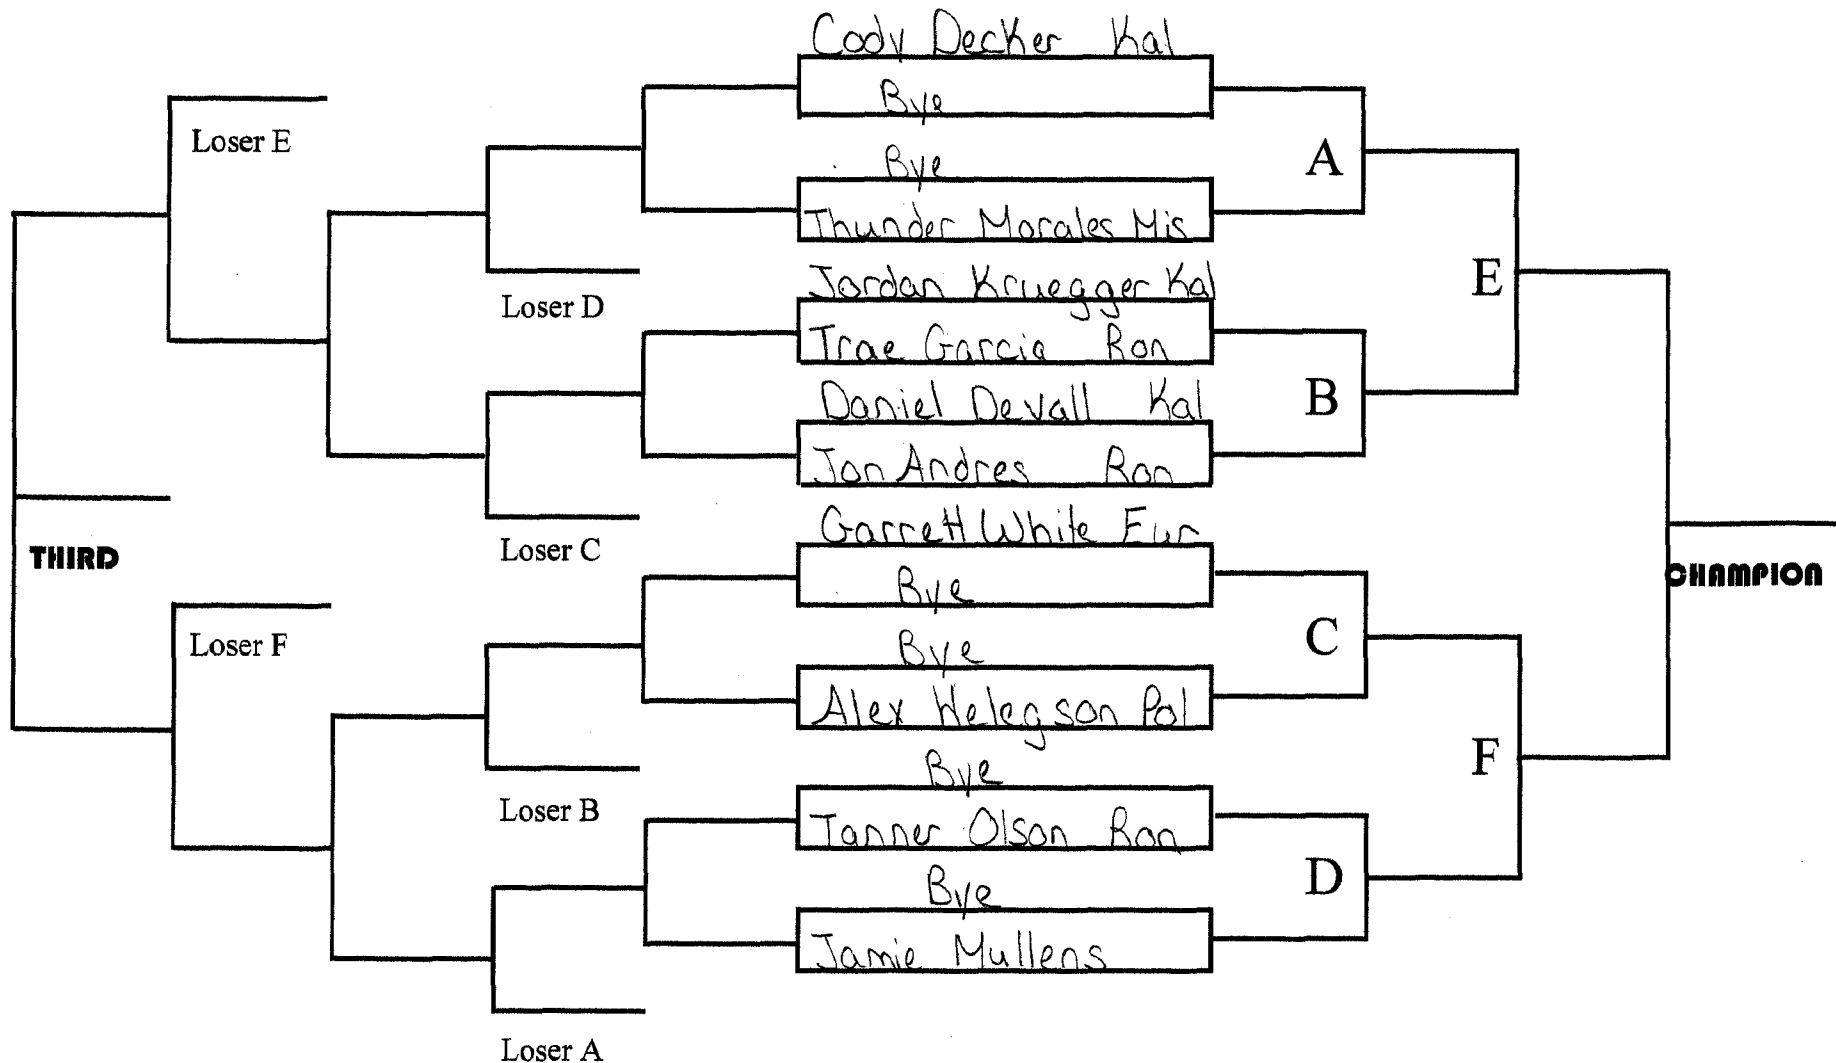 Cody Decker Kal
Bye
Loser E
Bye
A
Thunder Morales Mis
Jordan Kruegger Kal
E
Loser D
Trae Garcia Ron
Daniel Devall Kal
B
Jon Andres Ron
Garrett White Eur
Loser C
THIRD
CHAMPION
Bye
Loser F
Bye
C
Alex Helegson Pol
Bye
F
Loser B
Tanner Olson Ron
Bye
D
Jamie Mullens
Loser A